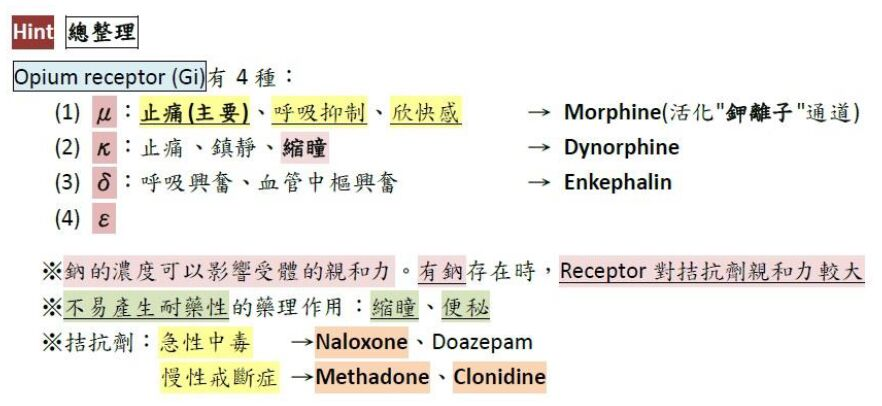 Hint 總整理
Opium receptor (Gi)有 4 種：
(1) μ：止痛(主要)、呼吸抑制、欣快感 → Morphine(活化"鉀離子"通道)
(2) κ：止痛、鎮靜、縮瞳 → Dynorphine
(3) δ：呼吸興奮、血管中樞興奮 → Enkephalin
(4) ε
※鈉的濃度可以影響受體的親和力。有鈉存在時，Receptor 對拮抗劑親和力較大
※不易產生耐藥性的藥理作用：縮瞳、便秘
※拮抗劑：急性中毒 →Naloxone、Doazepam
慢性戒斷症 →Methadone、Clonidine